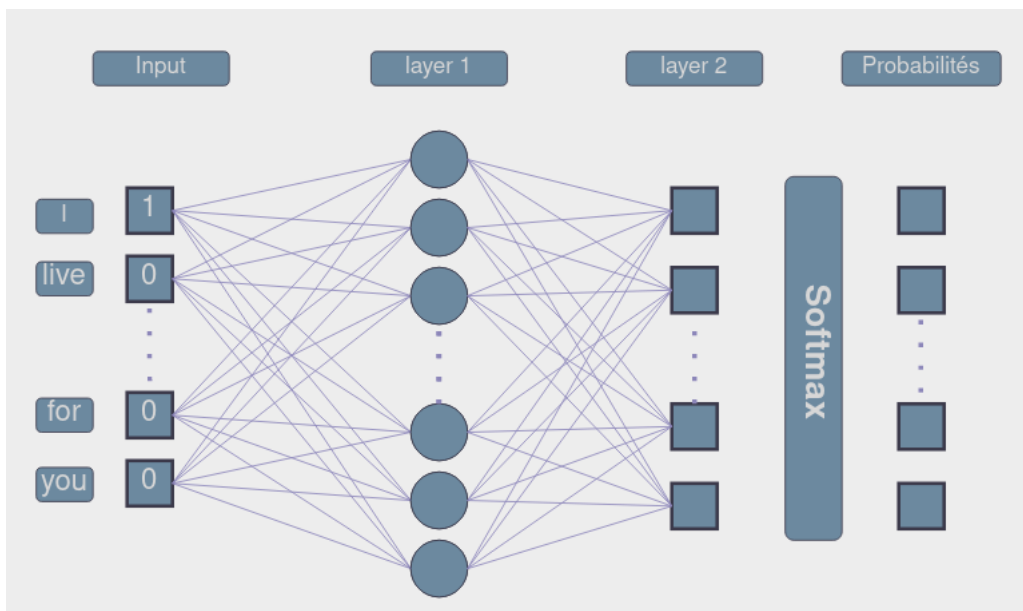 Input
layer 1
layer 2
Probabilités
I
1
live
0
for
0
you
0
Softmax